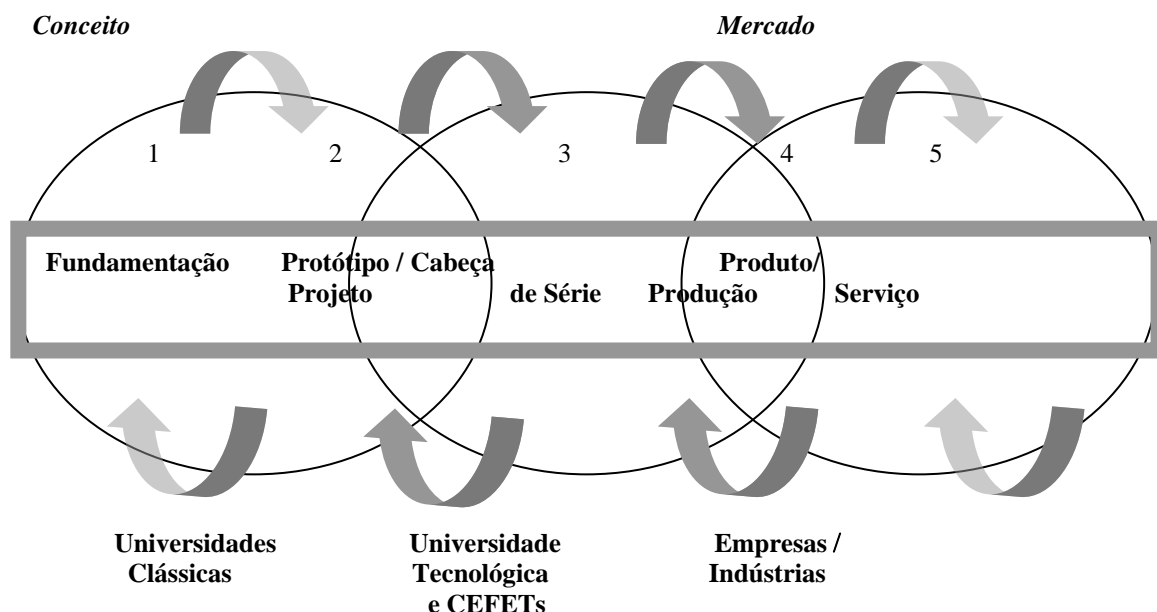 Conceito Mercado
1 2 3 4 5
Fundamentação Protótipo / Cabeça Produto/
Projeto de Série Produção Serviço
Universidades Universidade Empresas /
Clássicas Tecnológica Indústrias
e CEFETs